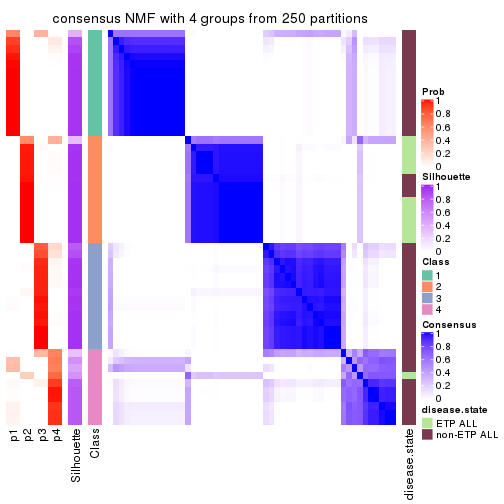 consensus NMF with 4 groups from 250 partitions
Prob
1
0.8
0.6
0.4
0.2
0
Silhouette
1
0.8
0.6
0.4
0.2
0
Class
1
2
3
4
Consensus
1
0.8
0.6
0.4
0.2
0
disease.state
ETP ALL
non-ETP ALL
p1
p2
p3
p4
Silhouette
Class
disease.state